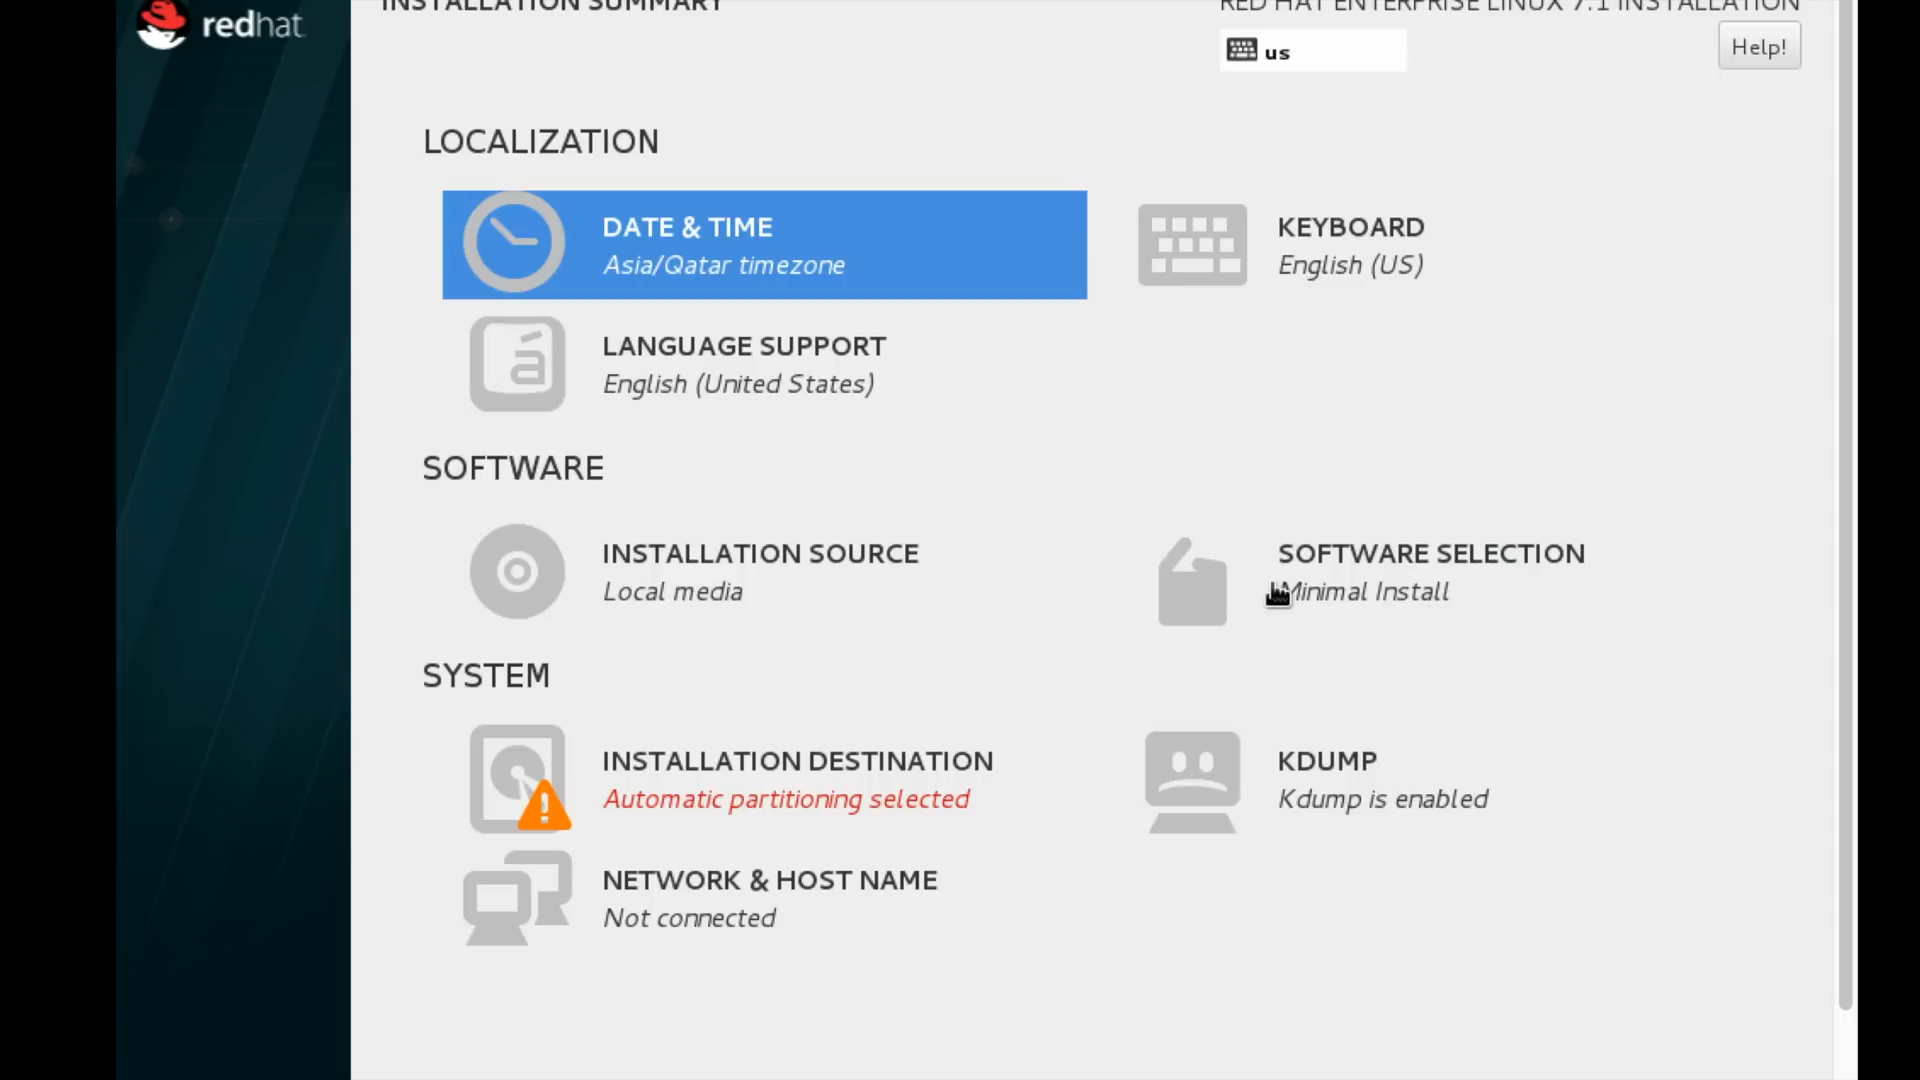 INSTALLATION SUMMARY
RED HAT ENTERPRISE LINUX 7.1 INSTALLATION
redhat
us
Help!
LOCALIZATION
DATE & TIME
Asia/Qatar timezone
KEYBOARD
English (US)
LANGUAGE SUPPORT
English (United States)
SOFTWARE
INSTALLATION SOURCE
Local media
SOFTWARE SELECTION
Minimal Install
SYSTEM
INSTALLATION DESTINATION
Automatic partitioning selected
KDUMP
Kdump is enabled
NETWORK & HOST NAME
Not connected